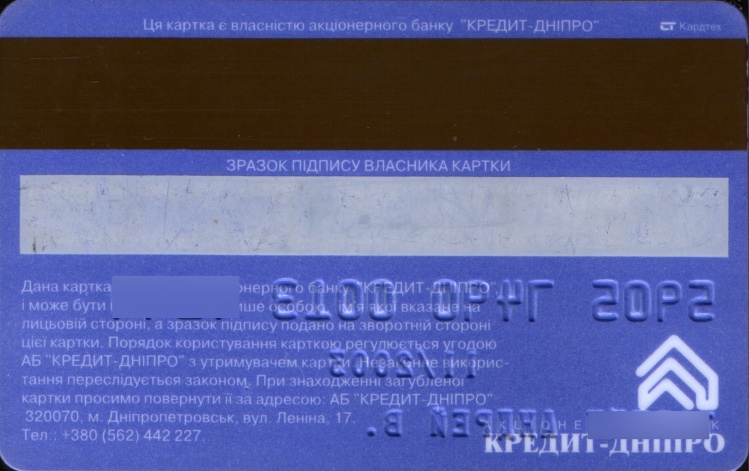 Ця картка є власністю акціонерного банку "КРЕДИТ-ДНІПРО"
СТ Кардтех
ЗРАЗОК ПІДПИСУ ВЛАСНИКА КАРТКИ
Дана картка банку "КРЕДИТ-ДНІПРО",
і може бути особою, ім'я якої вказане на
лицьовій стороні, а зразок підпису подано на зворотній стороні
цієї картки. Порядок користування карткою регулюється угодою
АБ "КРЕДИТ-ДНІПРО" з утримувачем картки. Незаконне викорис-
тання переслідується законом. При знаходженні загубленої
картки просимо повернути її за адресою: АБ "КРЕДИТ-ДНІПРО"
320070, м. Дніпропетровськ, вул. Леніна, 17.
Тел.: +380 (562) 442 227.
КРЕДИТ-ДНІПРО